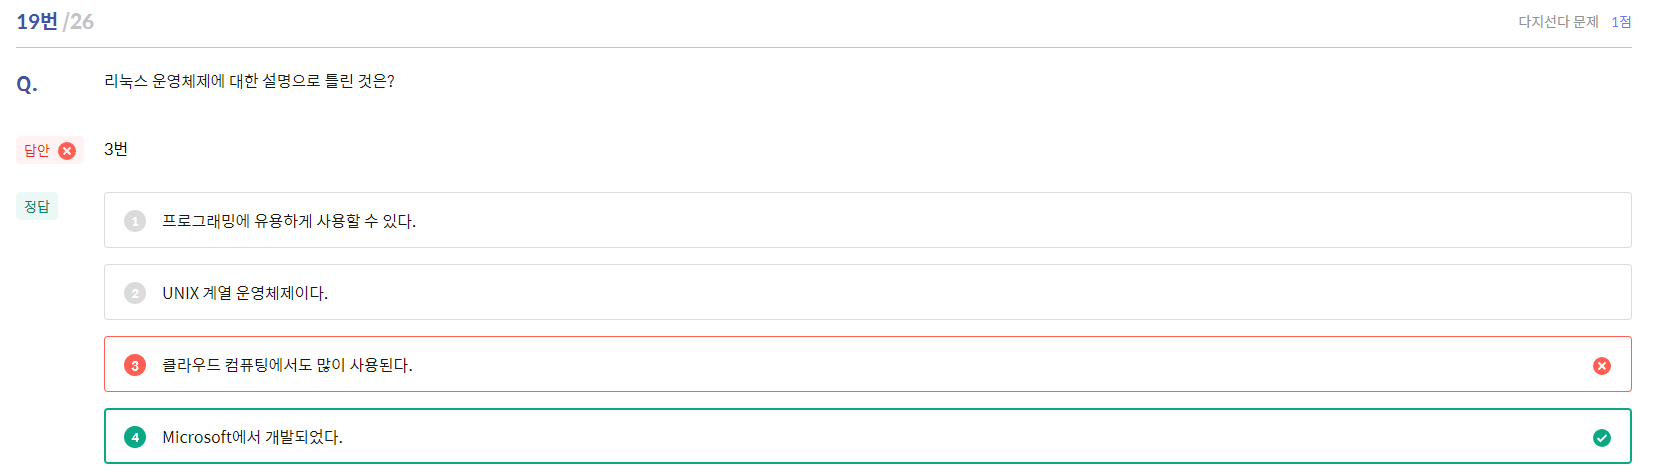 19번 /26
다지선다 문제 1점
Q. 리눅스 운영체제에 대한 설명으로 틀린 것은?
답안 3번
정답
1 프로그래밍에 유용하게 사용할 수 있다.
2 UNIX 계열 운영체제이다.
3 클라우드 컴퓨팅에서도 많이 사용된다.
4 Microsoft에서 개발되었다.